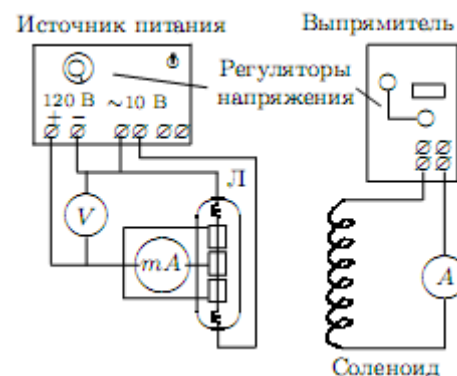 Источник питания
Выпрямитель
Регуляторы
напряжения
120 В ~10 В
+ −
Л
V
mA
A
Соленоид